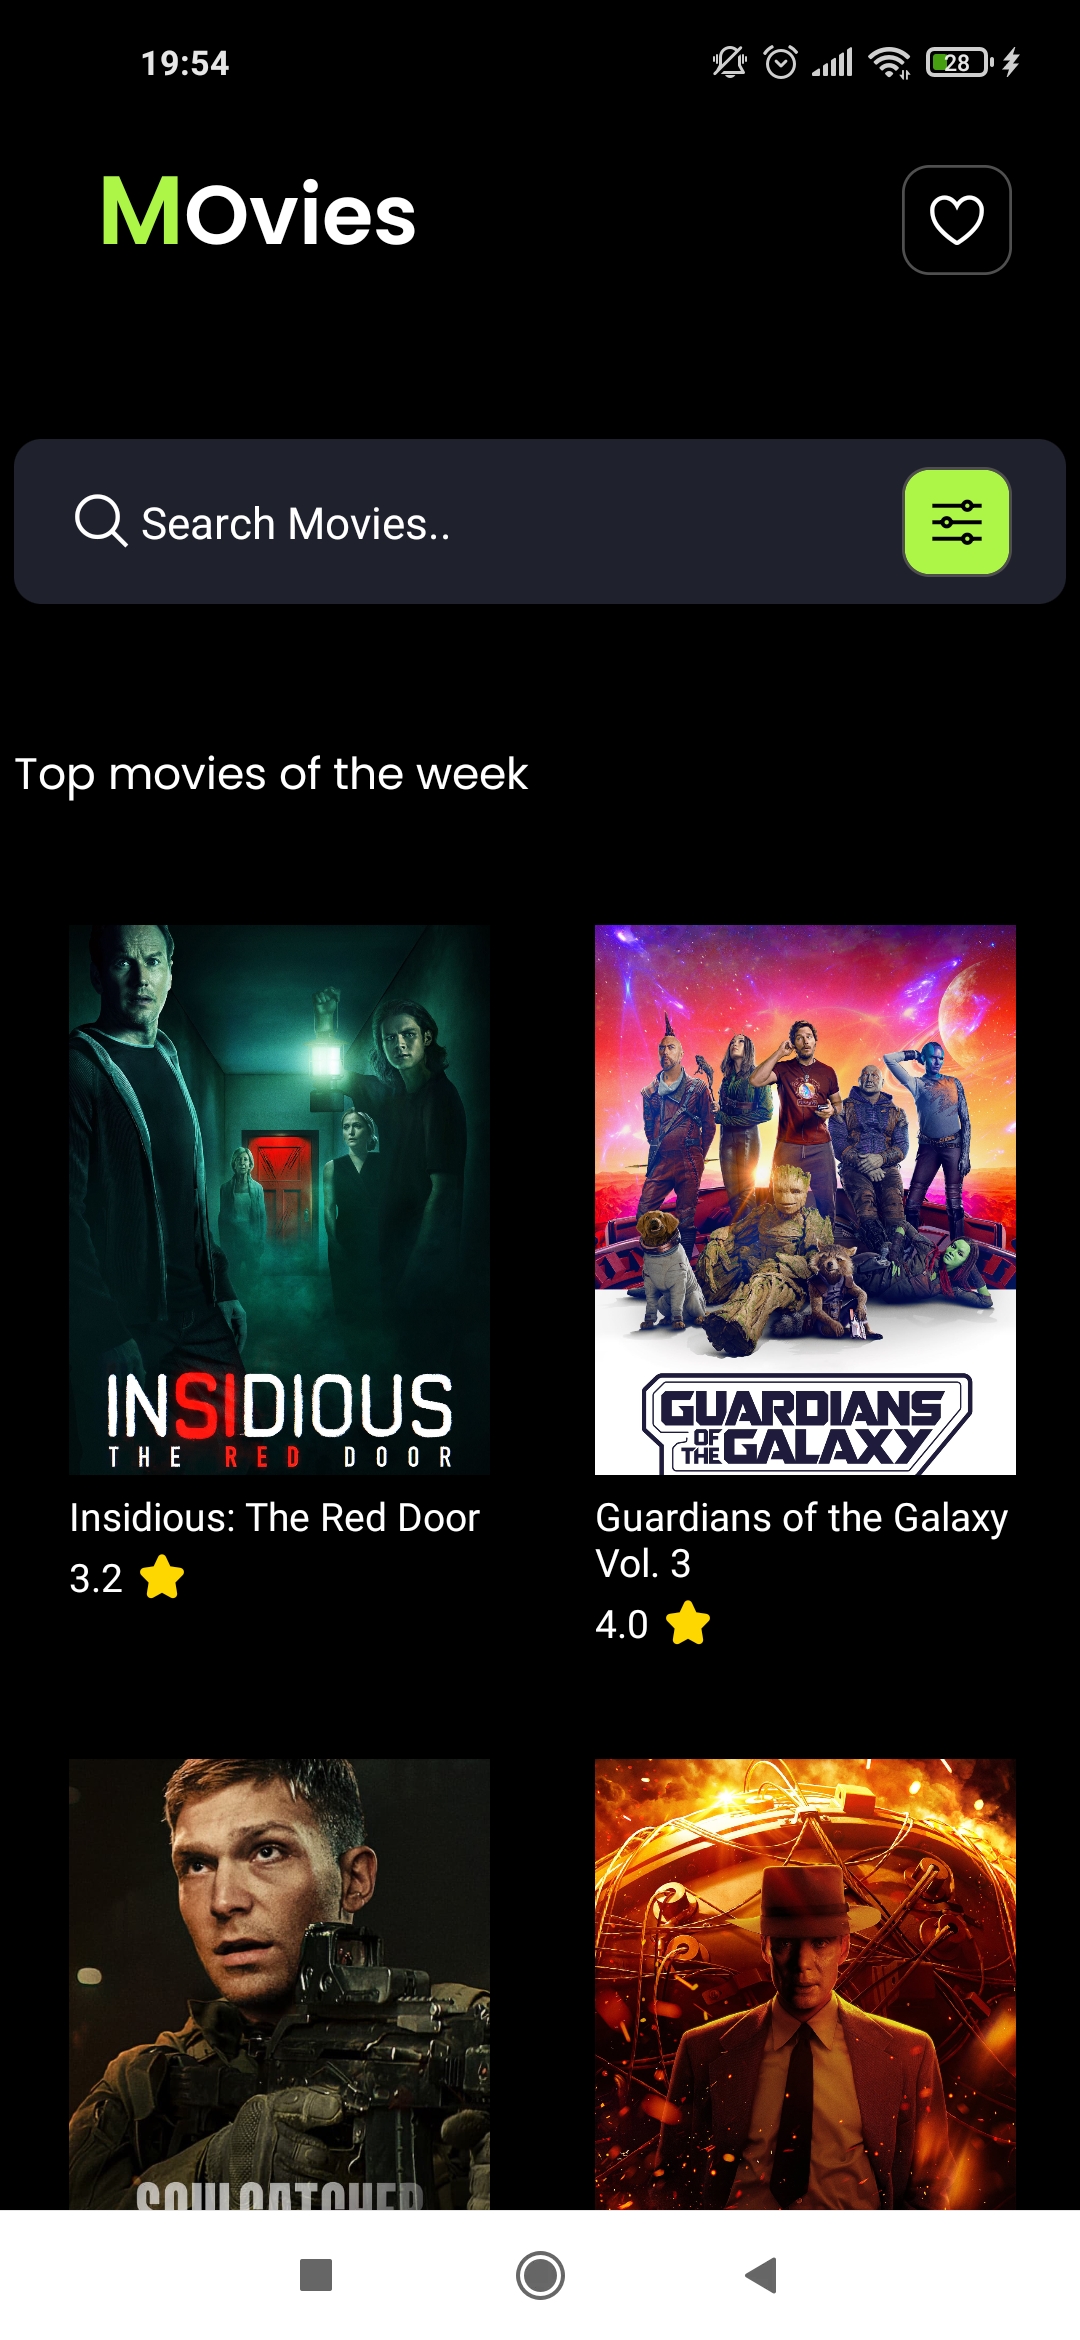 19:54
28
MOvies
Search Movies..
Top movies of the week
INSIDIOUS
THE RED DOOR
GUARDIANS
OF THE GALAXY
Insidious: The Red Door
3.2
Guardians of the Galaxy
Vol. 3
4.0
SOULCATCHER